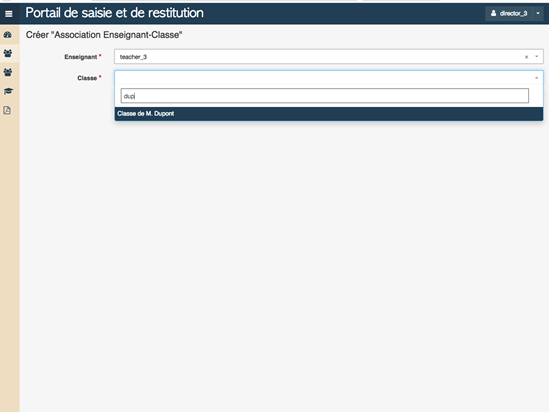 Portail de saisie et de restitution
director_3
Créer "Association Enseignant-Classe"
Enseignant * teacher_3
Classe *
dup
Classe de M. Dupont